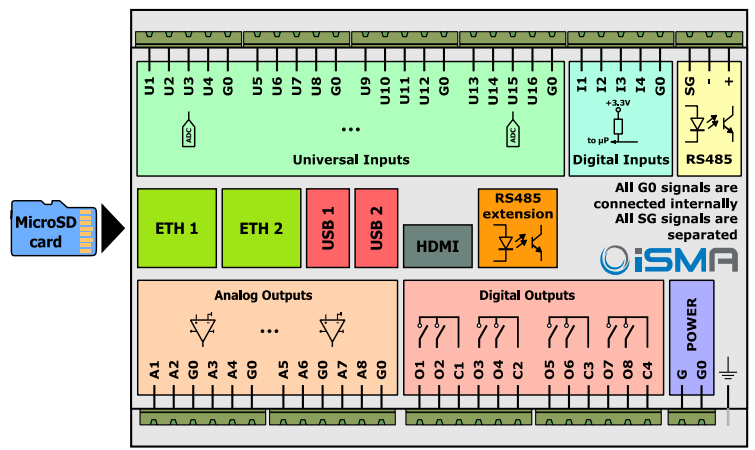 U1 U2 U3 U4 G0 U5 U6 U7 U8 G0 U9 U10 U11 U12 G0 U13 U14 U15 U16 G0
ADC ... ADC
Universal Inputs
I1 I2 I3 I4 G0
+3.3V
to µP
Digital Inputs
SG - +
RS485
All G0 signals are
connected internally
All SG signals are
separated
iSMA
MicroSD
card
ETH 1
ETH 2
USB 1
USB 2
HDMI
RS485
extension
Analog Outputs
...
A1 A2 G0 A3 A4 G0 A5 A6 G0 A7 A8 G0
Digital Outputs
O1 O2 C1 O3 O4 C2 O5 O6 C3 O7 O8 C4
POWER
G G0